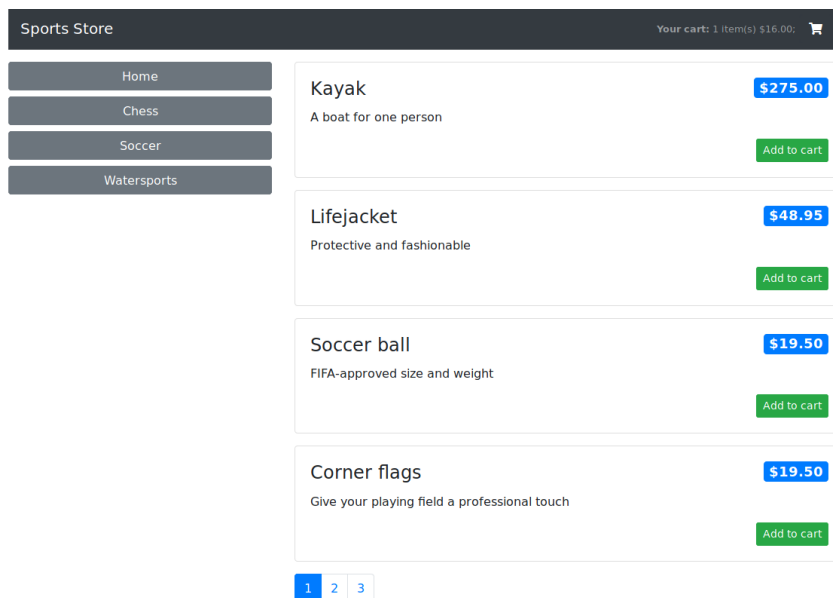 Sports Store
Your cart: 1 item(s) $16.00;
Home
Chess
Soccer
Watersports
Kayak
$275.00
A boat for one person
Add to cart
Lifejacket
$48.95
Protective and fashionable
Add to cart
Soccer ball
$19.50
FIFA-approved size and weight
Add to cart
Corner flags
$19.50
Give your playing field a professional touch
Add to cart
1 2 3